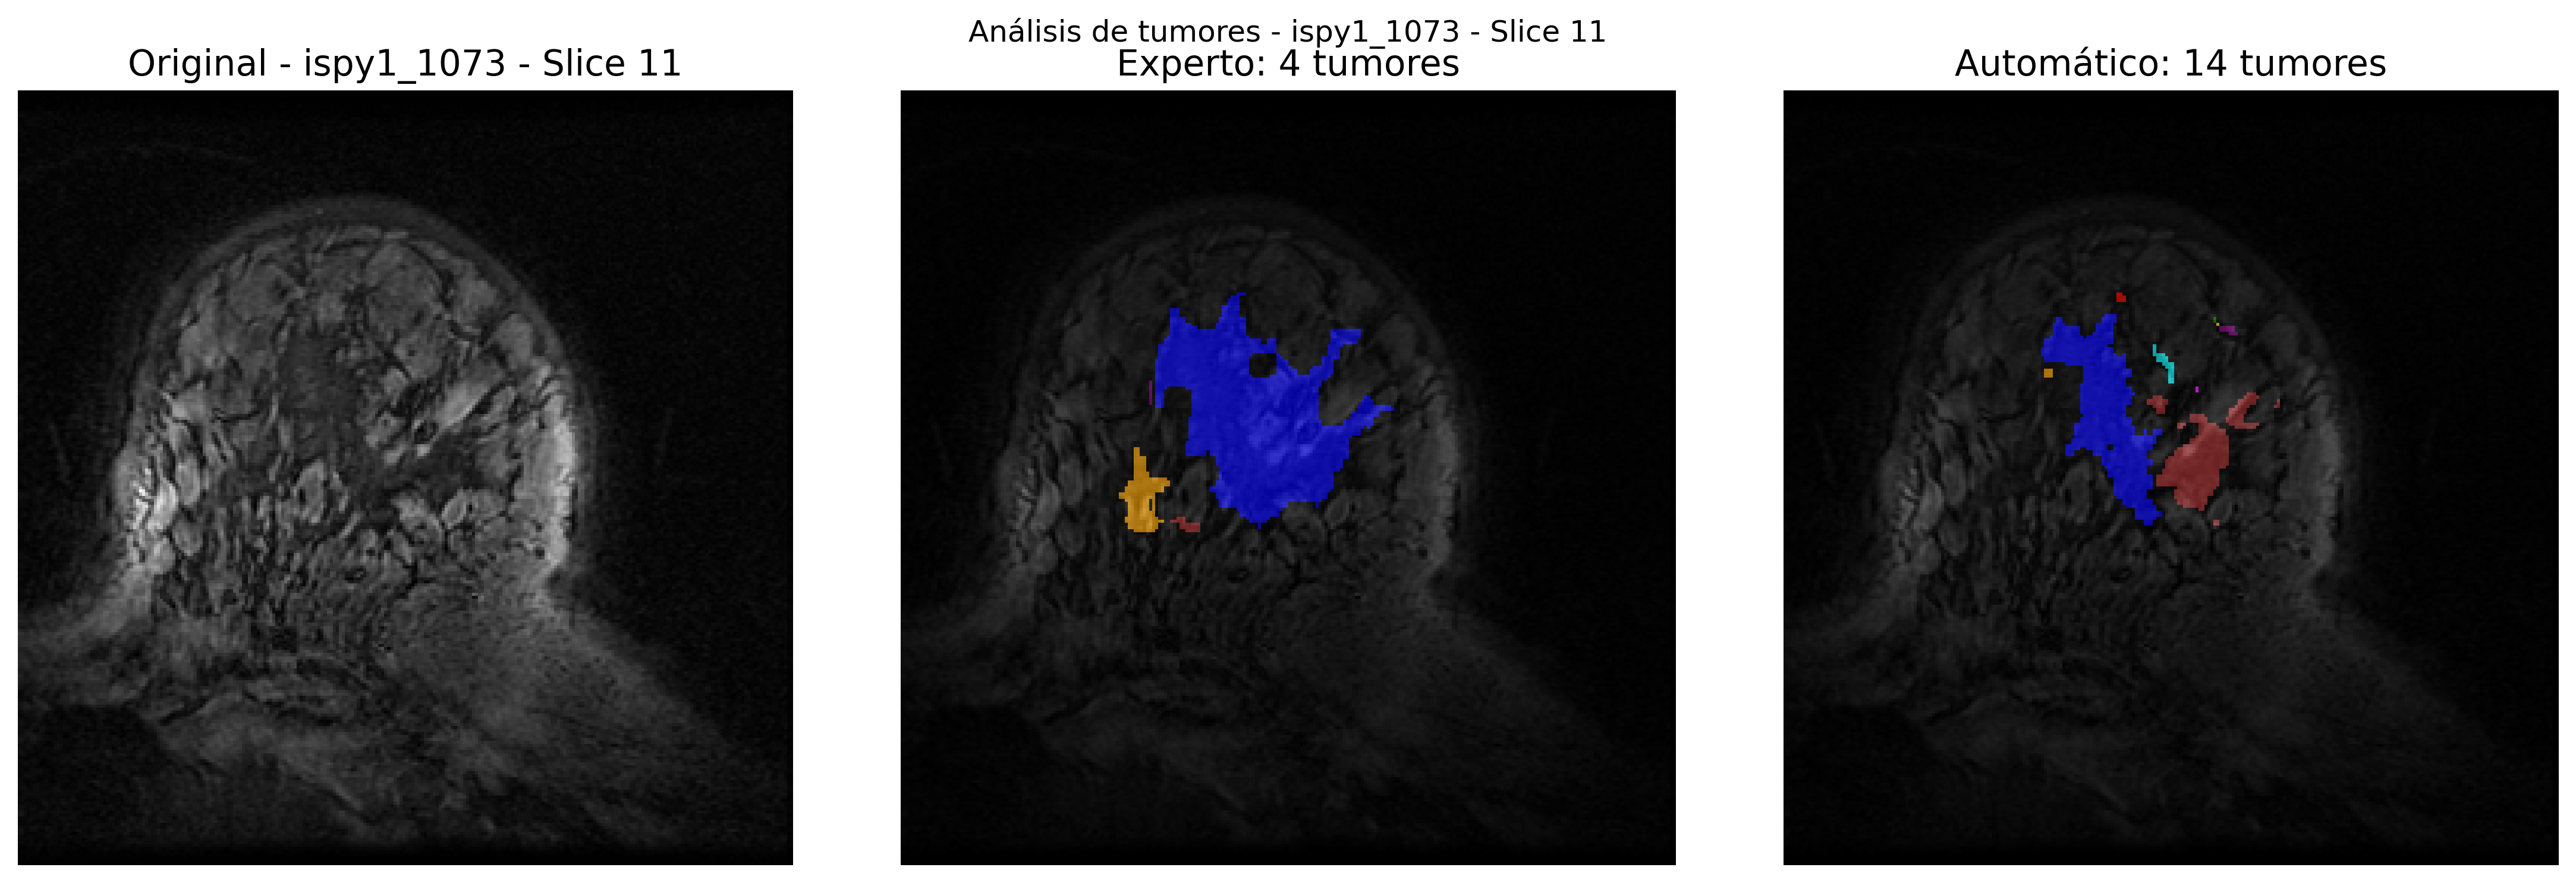 Análisis de tumores - ispy1_1073 - Slice 11
Original - ispy1_1073 - Slice 11
Experto: 4 tumores
Automático: 14 tumores